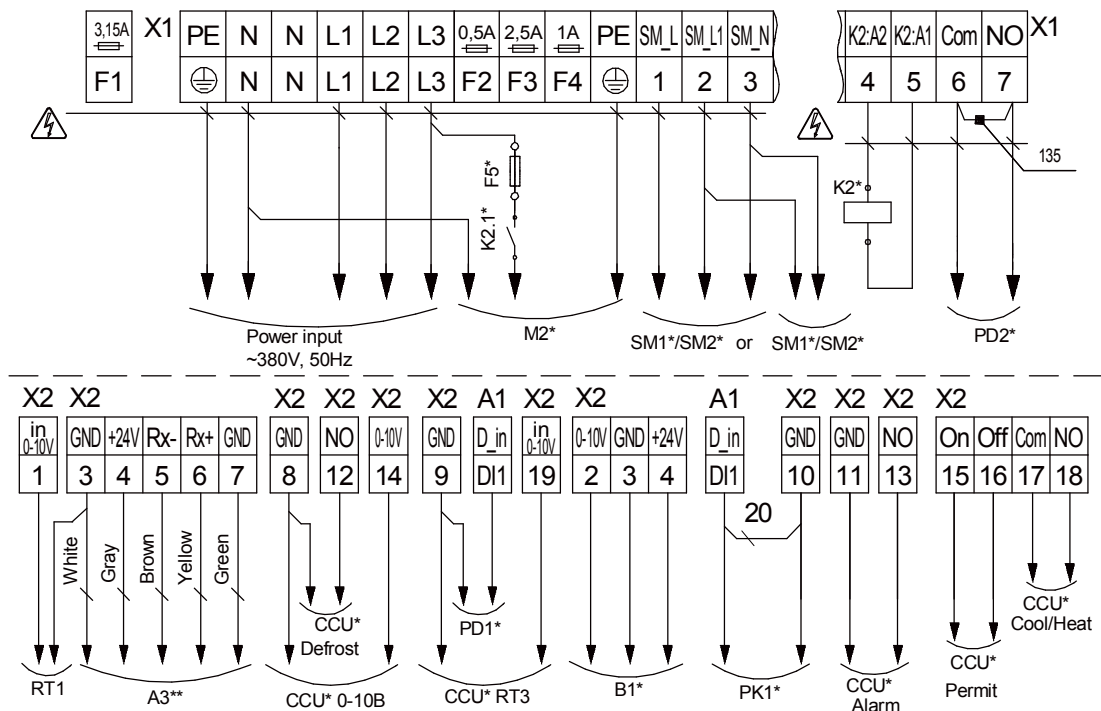 3,15A X1 PE N N L1 L2 L3 0,5A 2,5A 1A PE SM_L SM_L1 SM_N K2:A2 K2:A1 Com NO X1
F1 N N L1 L2 L3 F2 F3 F4 1 2 3 4 5 6 7
135
F5*
K2.1*
K2*
Power input
~380V, 50Hz
M2*
SM1*/SM2* or SM1*/SM2*
PD2*
X2 X2 X2 X2 X2 X2 A1 X2 X2 A1 X2 X2 X2 X2
in
0-10V
GND +24V Rx- Rx+ GND GND NO 0-10V GND D_in
in
0-10V
0-10V GND +24V D_in GND GND NO On Off Com NO
1 3 4 5 6 7 8 12 14 9 DI1 19 2 3 4 DI1 10 11 13 15 16 17 18
20
White
Gray
Brown
Yellow
Green
CCU*
Defrost
PD1*
CCU*
Cool/Heat
RT1
A3**
CCU* 0-10B
CCU* RT3
B1*
PK1*
CCU*
Alarm
CCU*
Permit